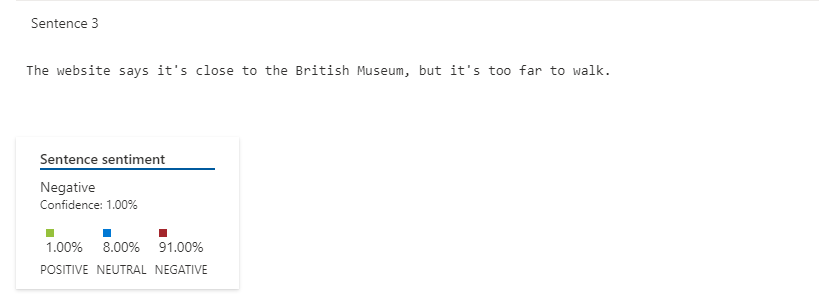 Sentence 3
The website says it's close to the British Museum, but it's too far to walk.
Sentence sentiment
Negative
Confidence: 1.00%
1.00% 8.00% 91.00%
POSITIVE NEUTRAL NEGATIVE